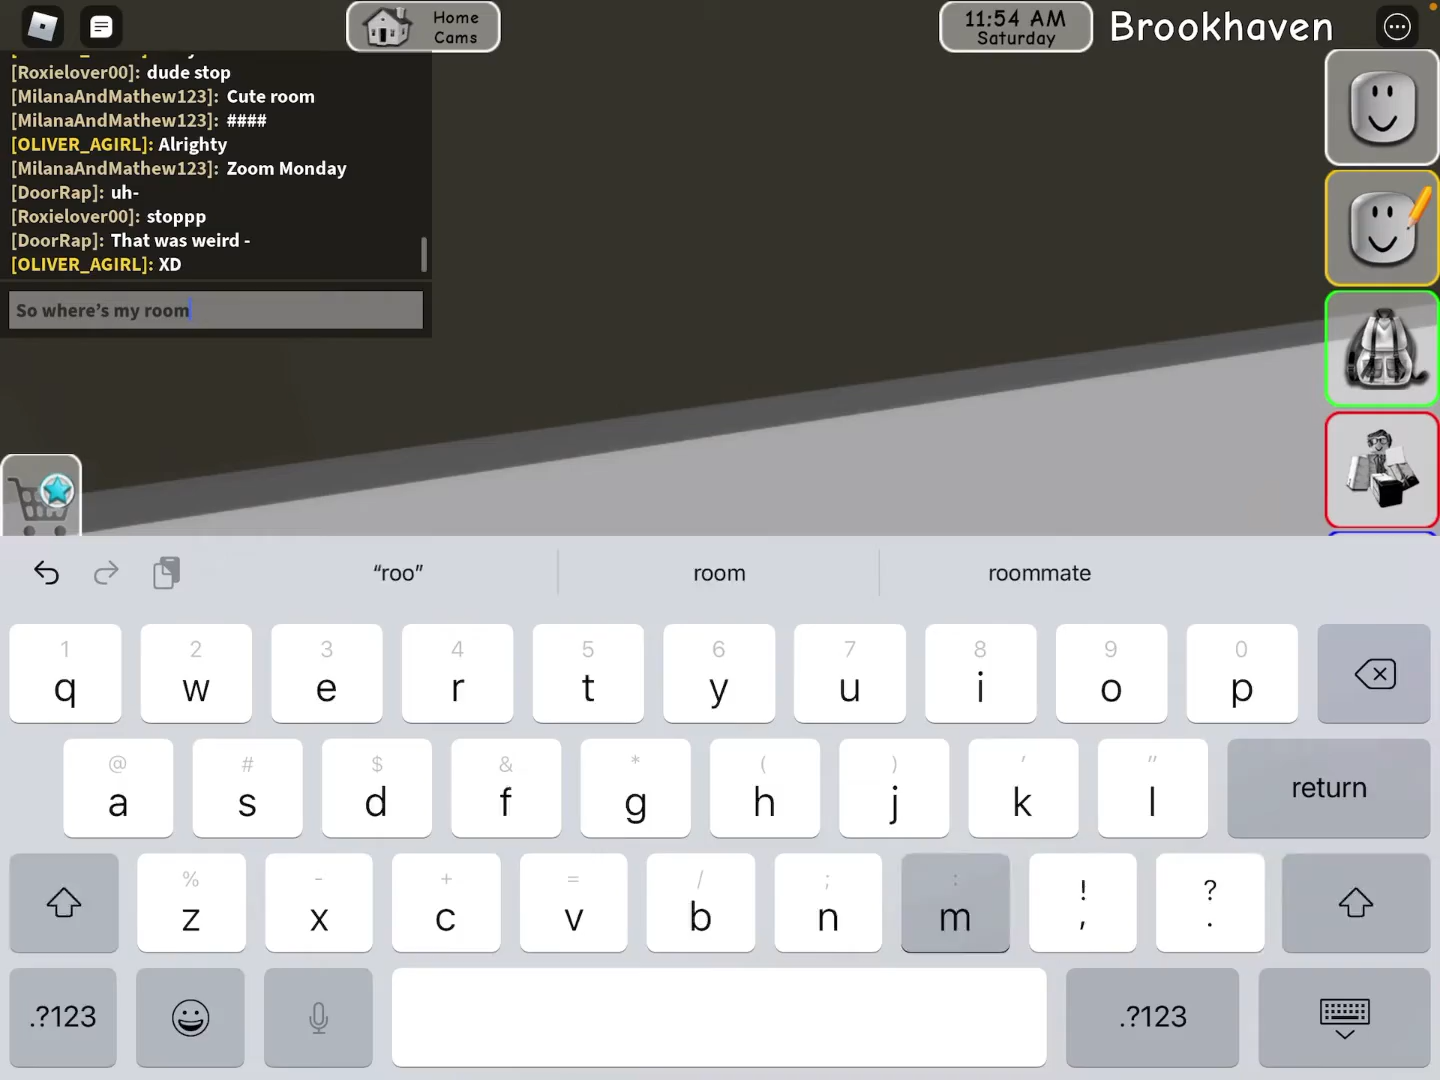 Home
Cams
11:54 AM
Saturday
Brookhaven
[Roxielover00]: dude stop
[MilanaAndMathew123]: Cute room
[MilanaAndMathew123]: ####
[OLIVER_AGIRL]: Alrighty
[MilanaAndMathew123]: Zoom Monday
[DoorRap]: uh-
[Roxielover00]: stoppp
[DoorRap]: That was weird -
[OLIVER_AGIRL]: XD
So where’s my room
“roo” room roommate
1 2 3 4 5 6 7 8 9 0
q w e r t y u i o p
@ # $ & * ( ) ' "
a s d f g h j k l return
% - + = / ; : ! ?
z x c v b n m , .
.?123 .?123